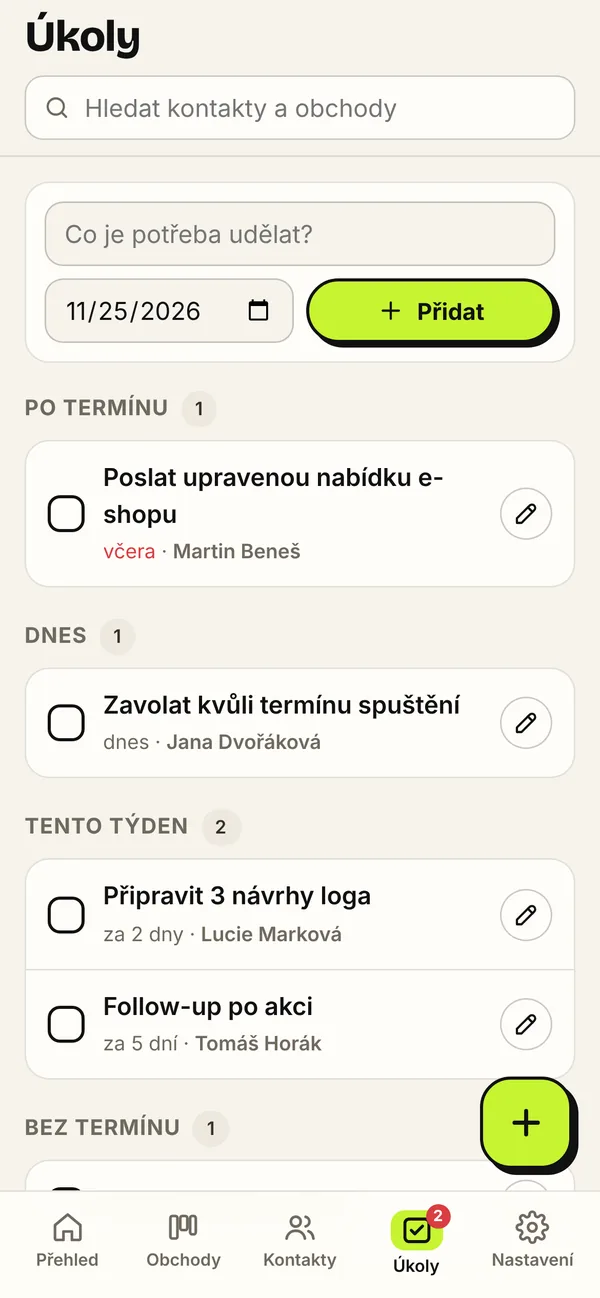 Úkoly
Hledat kontakty a obchody
Co je potřeba udělat?
11/25/2026
+ Přidat
PO TERMÍNU 1
Poslat upravenou nabídku e-
shopu
včera · Martin Beneš
DNES 1
Zavolat kvůli termínu spuštění
dnes · Jana Dvořáková
TENTO TÝDEN 2
Připravit 3 návrhy loga
za 2 dny · Lucie Marková
Follow-up po akci
za 5 dní · Tomáš Horák
BEZ TERMÍNU 1
+
2
Přehled
Obchody
Kontakty
Úkoly
Nastavení